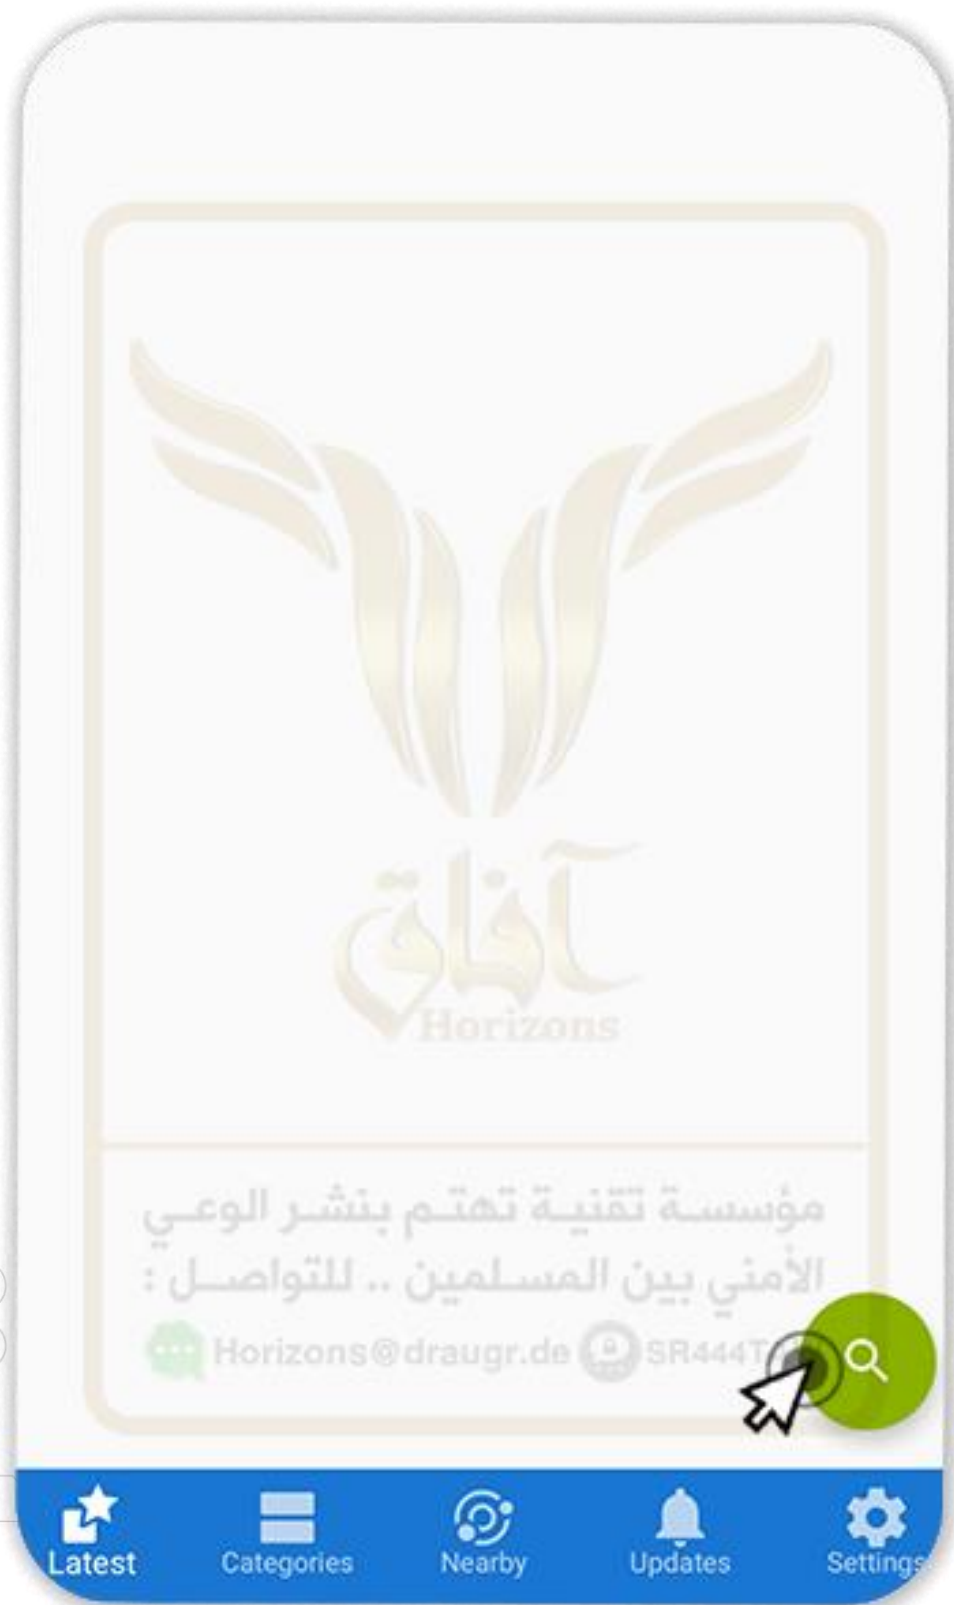 آفاق
Horizons
مؤسسة تقنية تهتم بنشر الوعي
الأمني بين المسلمين .. للتواصل :
Horizons@draugr.de
Latest Categories Nearby Updates Settings